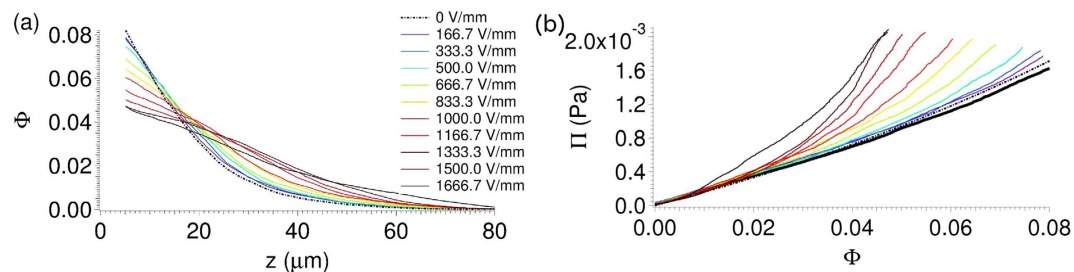 (a)
0.08
0.06
0.04
0.02
0.00
Φ
0
20
40
60
80
z (μm)
0 V/mm
166.7 V/mm
333.3 V/mm
500.0 V/mm
666.7 V/mm
833.3 V/mm
1000.0 V/mm
1166.7 V/mm
1333.3 V/mm
1500.0 V/mm
1666.7 V/mm
(b)
2.0x10⁻³
1.6
1.2
0.8
0.4
0.0
Π (Pa)
0.00
0.02
0.04
0.06
0.08
Φ